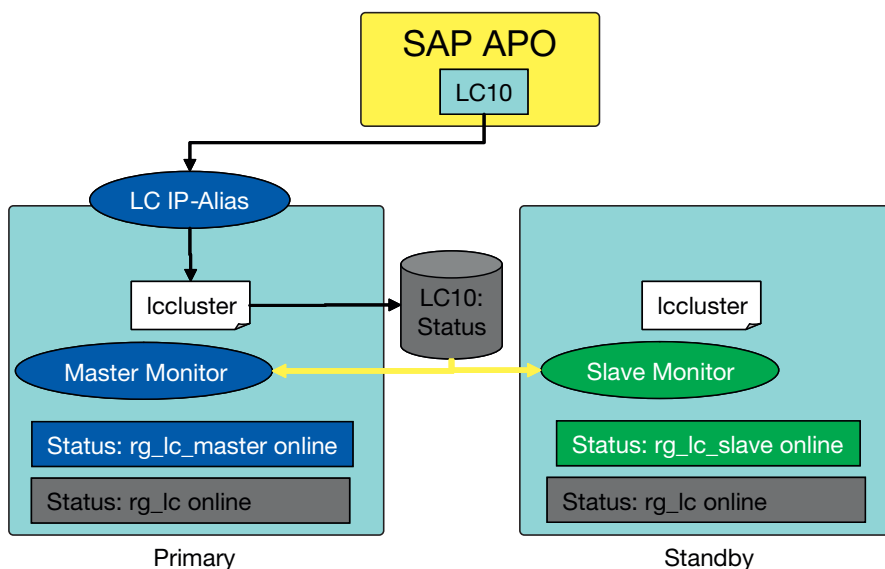 SAP APO
LC10
LC IP-Alias
lccluster
LC10:
Status
lccluster
Master Monitor
Slave Monitor
Status: rg_lc_master online
Status: rg_lc_slave online
Status: rg_lc online
Status: rg_lc online
Primary
Standby